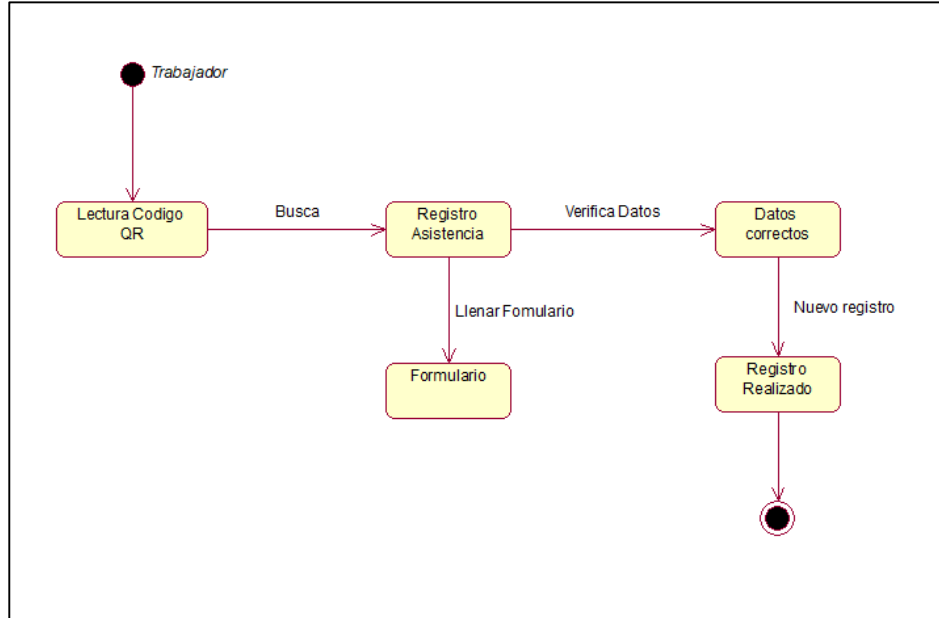 Trabajador
Lectura Codigo
QR
Busca
Registro
Asistencia
Verifica Datos
Datos
correctos
Llenar Fomulario
Nuevo registro
Formulario
Registro
Realizado